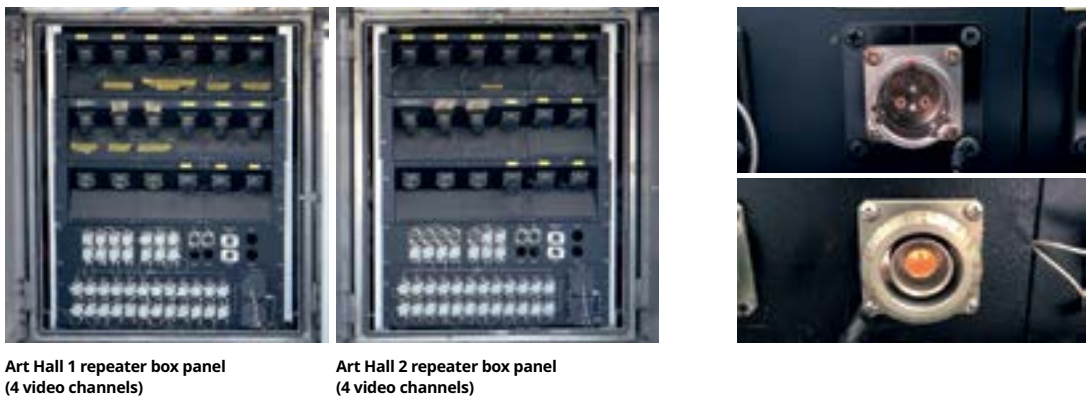 Art Hall 1 repeater box panel
(4 video channels)
Art Hall 2 repeater box panel
(4 video channels)